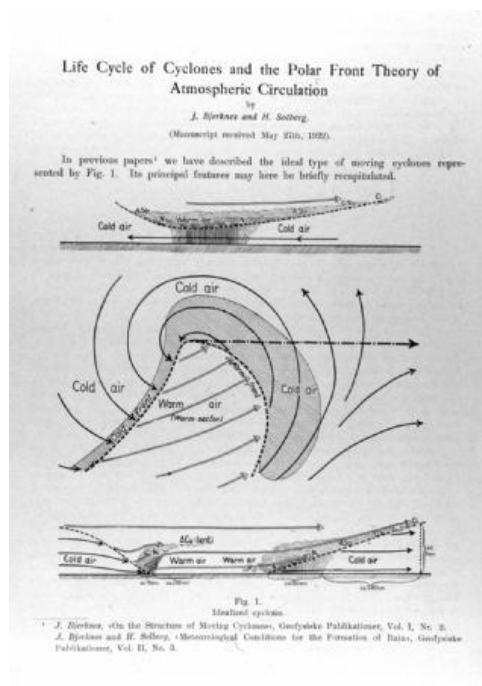 Life Cycle of Cyclones and the Polar Front Theory of
Atmospheric Circulation
by
J. Bjerknes and H. Solberg.
(Manuscript received May 27th, 1922).
In previous papers¹ we have described the ideal type of moving cyclones repre-
sented by Fig. 1. Its principal features may here be briefly recapitulated.
Warm air
Cold air
Cold air
Cold air
Cold air
Cold air
Warm air
(Warm sector)
Cold air
Warm air
Warm air
Cold air
Fig. 1.
Idealized cyclone.
¹ J. Bjerknes, »On the Structure of Moving Cyclones», Geofysiske Publikationer, Vol. I, Nr. 2.
J. Bjerknes and H. Solberg, »Meteorological Conditions for the Formation of Rain», Geofysiske
Publikationer, Vol. II, No. 3.